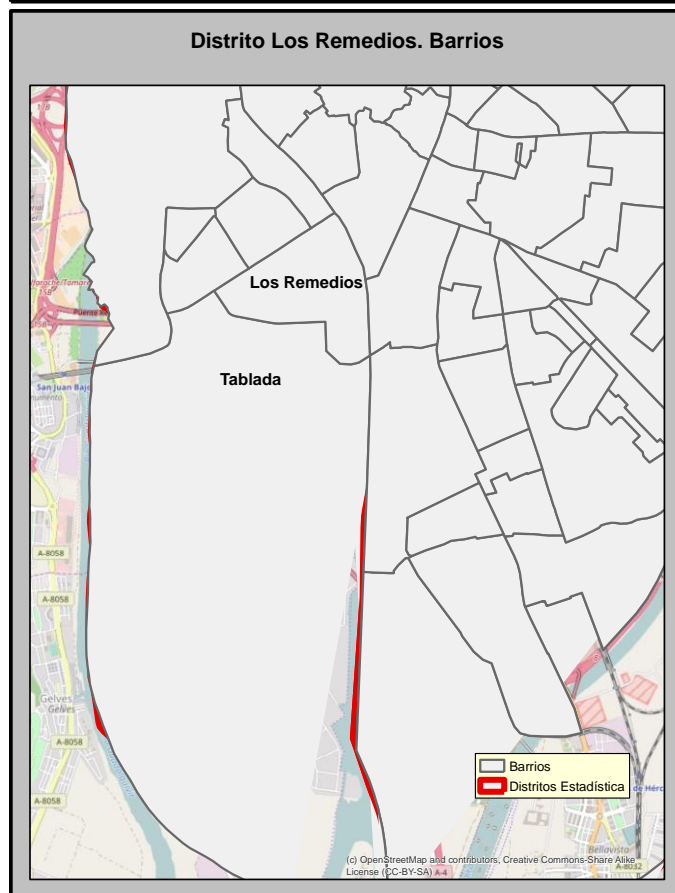 Distrito Los Remedios. Barrios
Los Remedios
Tablada
San Juan Bajo
A-8058
A-8058
Gelves
Gelves
A-8058
A-8058
Barrios
Distritos Estadística
Bellavista
A-8032
(c) OpenStreetMap and contributors, Creative Commons-Share Alike
License (CC-BY-SA)
A-4